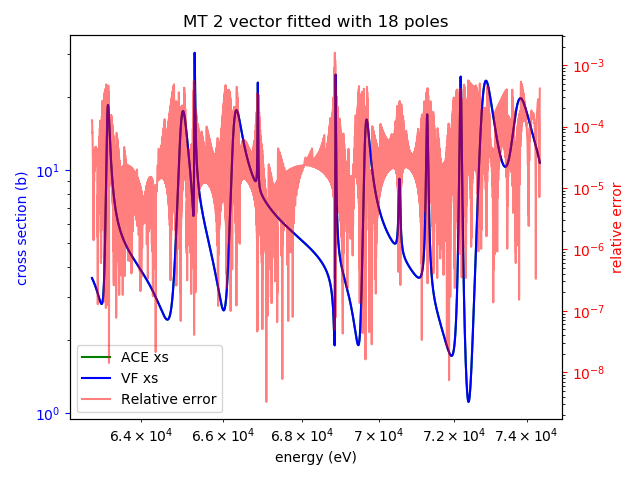 MT 2 vector fitted with 18 poles
cross section (b)
10¹
10⁰
ACE xs
VF xs
Relative error
10⁻³
10⁻⁴
10⁻⁵
10⁻⁶
10⁻⁷
10⁻⁸
relative error
6.4 × 10⁴ 6.6 × 10⁴ 6.8 × 10⁴ 7 × 10⁴ 7.2 × 10⁴ 7.4 × 10⁴
energy (eV)